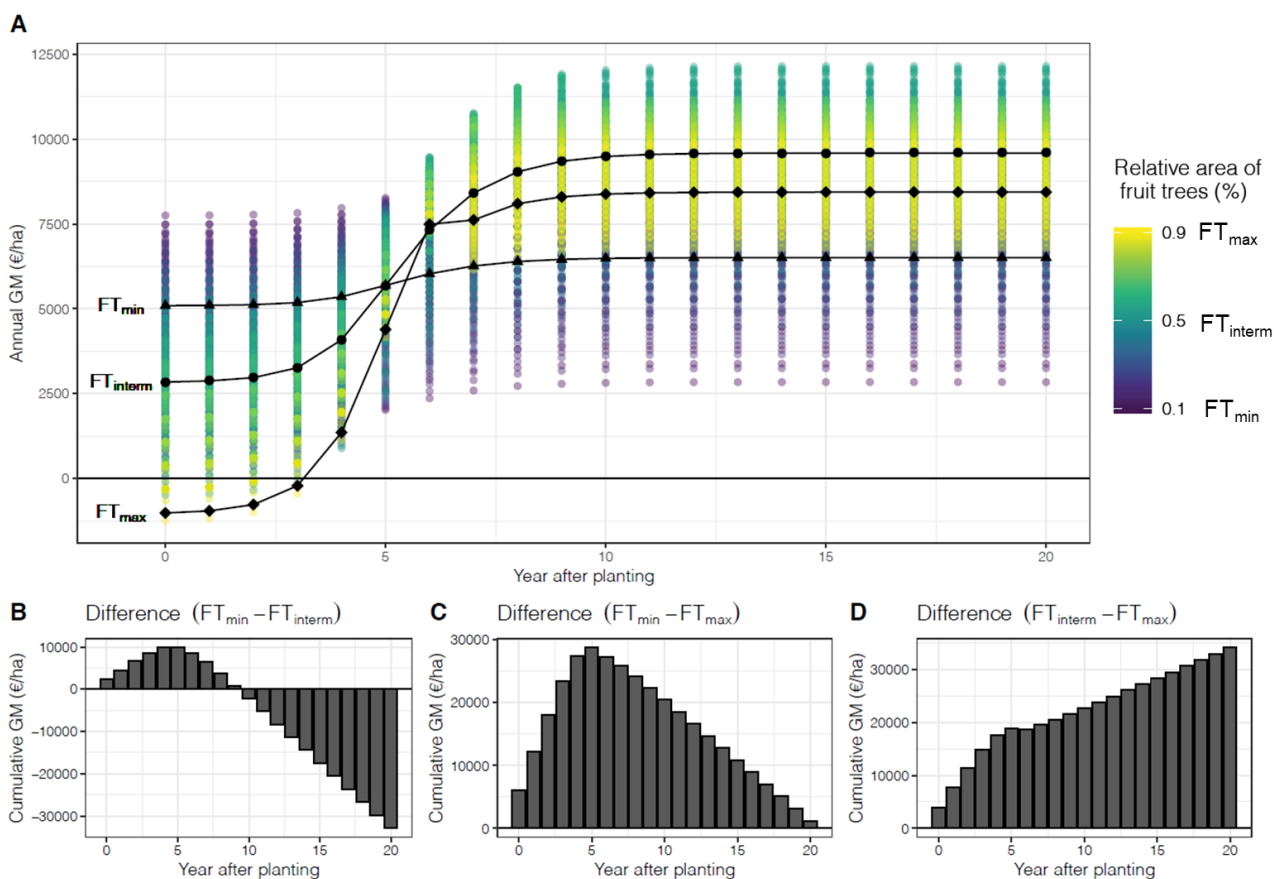 A
12500
10000
7500
5000
2500
0
Annual GM (€/ha)
FTmin
FTinterm
FTmax
0 5 10 15 20
Year after planting
Relative area of
fruit trees (%)
0.9 FTmax
0.5 FTinterm
0.1 FTmin
B Difference (FTmin −FTinterm)
10000
0
−10000
−20000
−30000
Cumulative GM (€/ha)
0 5 10 15 20
Year after planting
C Difference (FTmin −FTmax)
30000
20000
10000
0
Cumulative GM (€/ha)
0 5 10 15 20
Year after planting
D Difference (FTinterm −FTmax)
30000
20000
10000
0
Cumulative GM (€/ha)
0 5 10 15 20
Year after planting